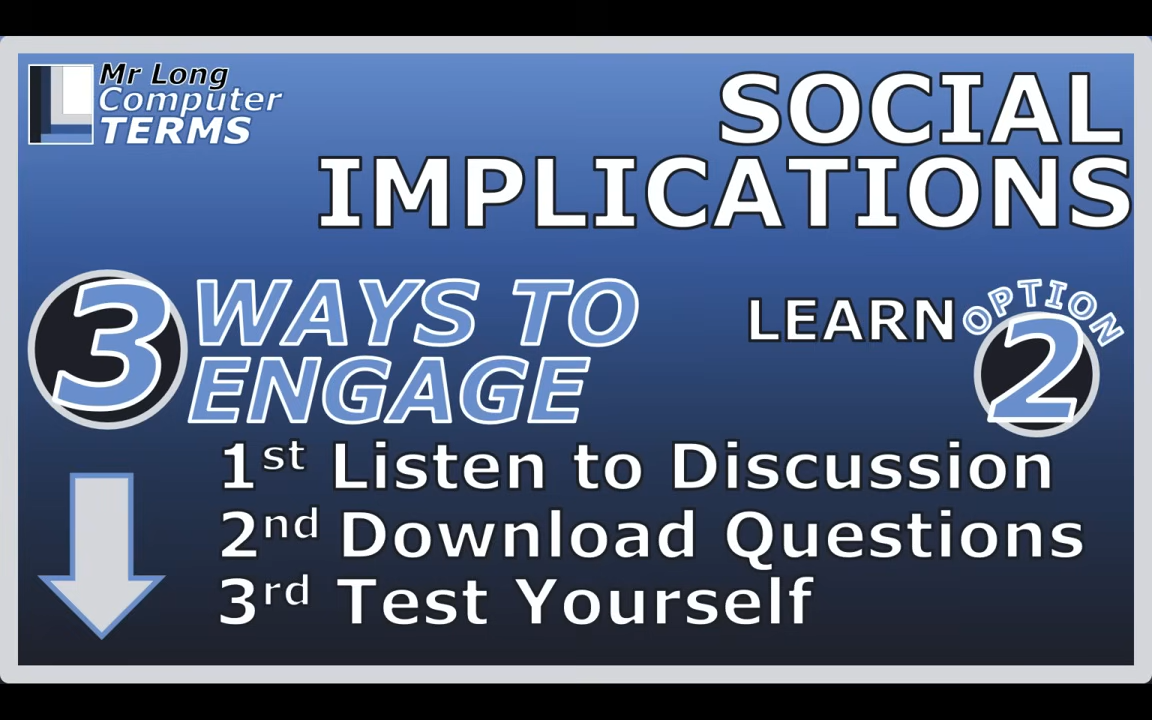 Mr Long
Computer
TERMS
SOCIAL
IMPLICATIONS
3 WAYS TO
ENGAGE
LEARN OPTION 2
1st Listen to Discussion
2nd Download Questions
3rd Test Yourself